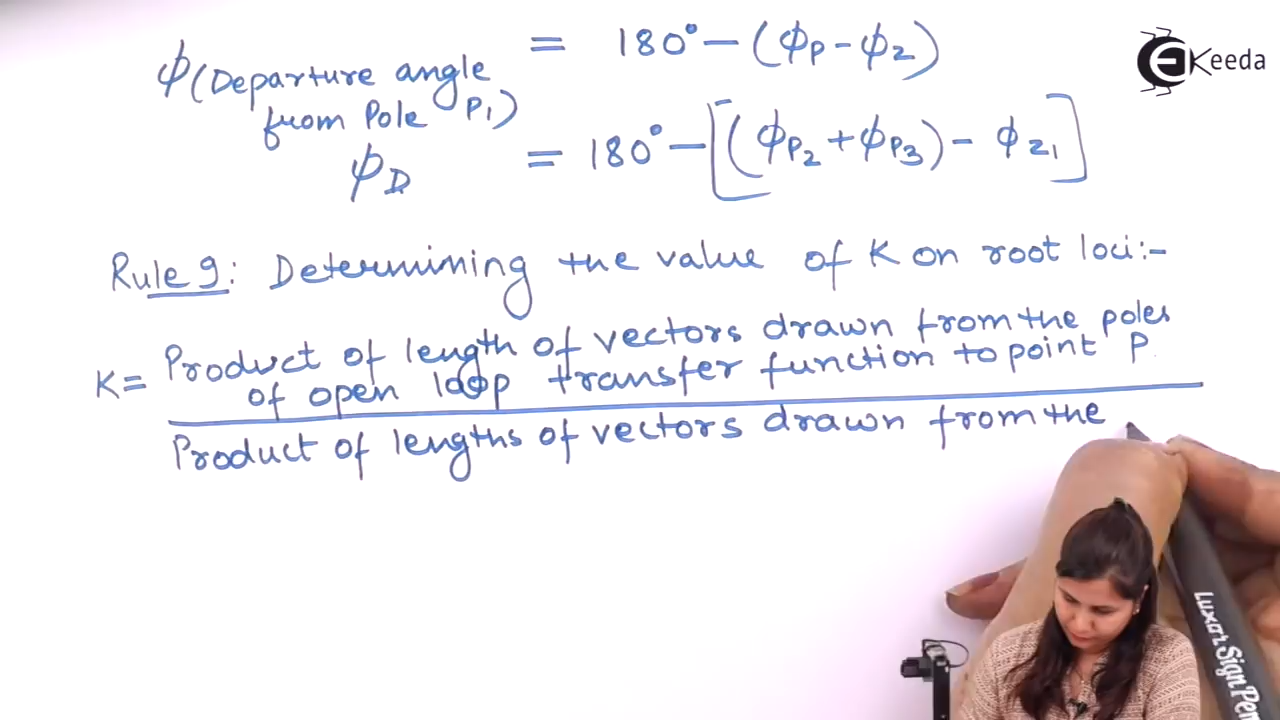 = 180° - (ϕP - ϕZ)
ϕ(Departure angle
from Pole P1)
ϕD = 180° - [(ϕP2 + ϕP3) - ϕZ1]
Rule 9: Determining the value of K on root loci:-
K = Product of length of vectors drawn from the poles
of open loop transfer function to point P.
Product of lengths of vectors drawn from the
EKeeda
Luxor Sign Pen